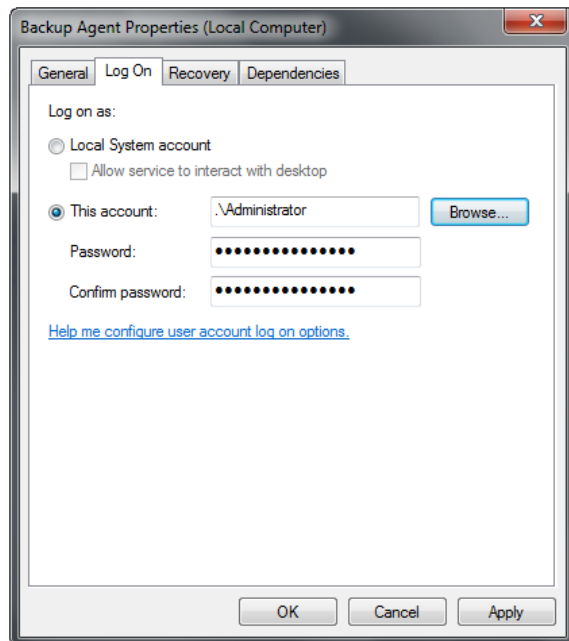 Backup Agent Properties (Local Computer)
General Log On Recovery Dependencies
Log on as:
Local System account
Allow service to interact with desktop
This account: .\Administrator Browse...
Password: •••••••••••••••
Confirm password: •••••••••••••••
Help me configure user account log on options.
OK Cancel Apply